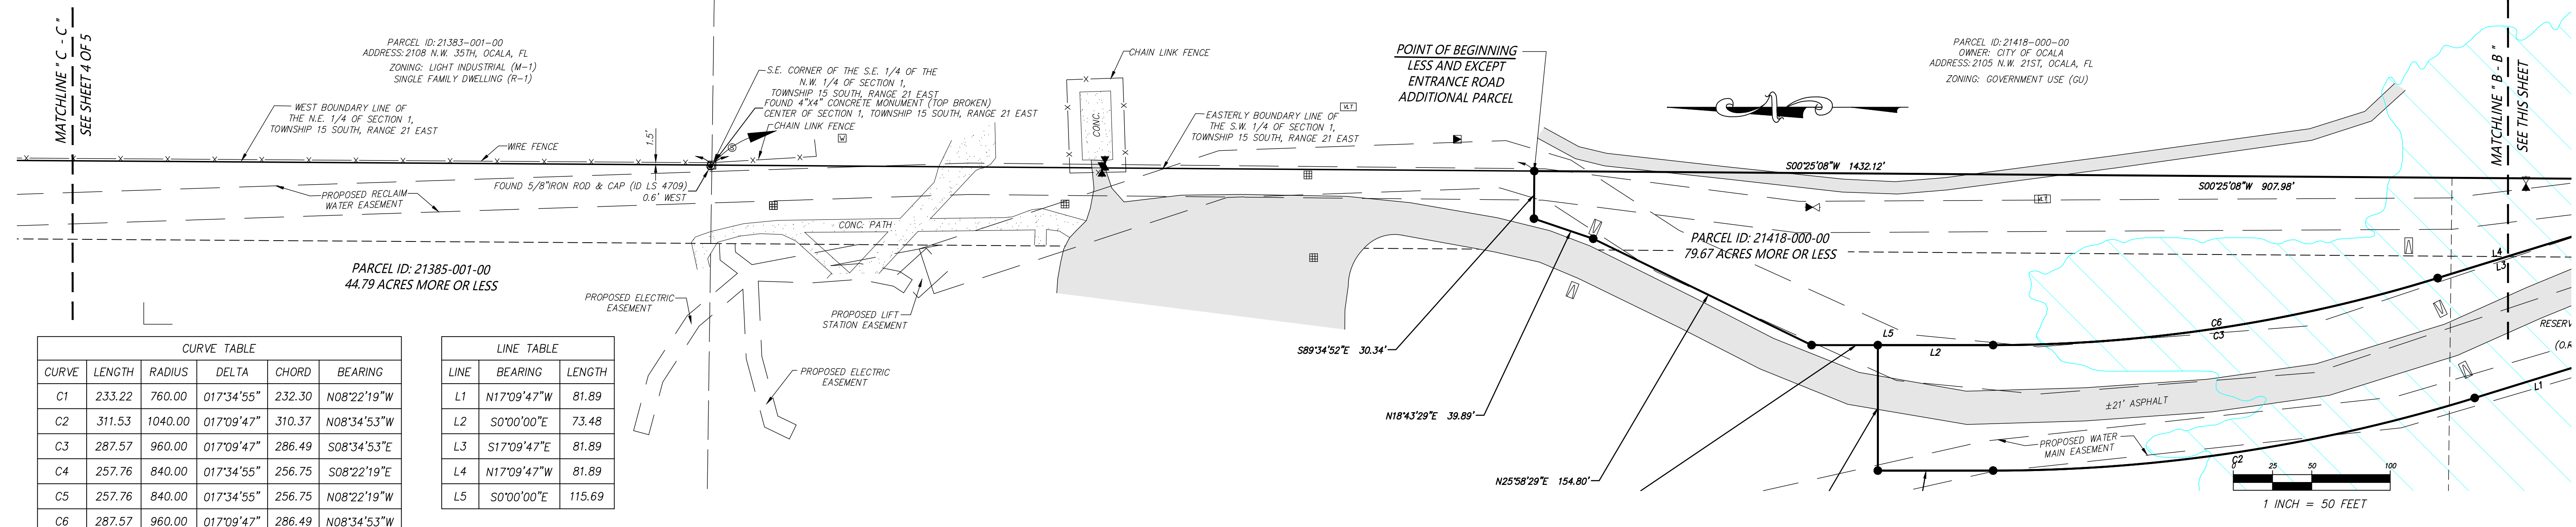 MATCHLINE " C - C "
SEE SHEET 4 OF 5
PARCEL ID: 21383-001-00
ADDRESS: 2108 N.W. 35TH, OCALA, FL
ZONING: LIGHT INDUSTRIAL (M-1)
SINGLE FAMILY DWELLING (R-1)
WEST BOUNDARY LINE OF
THE N.E. 1/4 OF SECTION 1,
TOWNSHIP 15 SOUTH, RANGE 21 EAST
WIRE FENCE
1.5'
S.E. CORNER OF THE S.E. 1/4 OF THE
N.W. 1/4 OF SECTION 1,
TOWNSHIP 15 SOUTH, RANGE 21 EAST
FOUND 4"X4" CONCRETE MONUMENT (TOP BROKEN)
CENTER OF SECTION 1, TOWNSHIP 15 SOUTH, RANGE 21 EAST
CHAIN LINK FENCE
S
W
CHAIN LINK FENCE
CONC.
EASTERLY BOUNDARY LINE OF
THE S.W. 1/4 OF SECTION 1,
TOWNSHIP 15 SOUTH, RANGE 21 EAST
VLT
POINT OF BEGINNING
LESS AND EXCEPT
ENTRANCE ROAD
ADDITIONAL PARCEL
N
PARCEL ID: 21418-000-00
OWNER: CITY OF OCALA
ADDRESS: 2105 N.W. 21ST, OCALA, FL
ZONING: GOVERNMENT USE (GU)
MATCHLINE " B - B "
SEE THIS SHEET
S00°25'08"W 1432.12'
S00°25'08"W 907.98'
VLT
PROPOSED RECLAIM
WATER EASEMENT
FOUND 5/8"IRON ROD & CAP (ID LS 4709)
0.6' WEST
CONC. PATH
PARCEL ID: 21385-001-00
44.79 ACRES MORE OR LESS
PROPOSED ELECTRIC
EASEMENT
PROPOSED LIFT
STATION EASEMENT
PROPOSED ELECTRIC
EASEMENT
PARCEL ID: 21418-000-00
79.67 ACRES MORE OR LESS
S89°34'52"E 30.34'
N18°43'29"E 39.89'
N25°58'29"E 154.80'
L5
L2
C6
C3
L4
L3
RESERV
(O.R
L1
±21' ASPHALT
PROPOSED WATER
MAIN EASEMENT
C2
0 25 50 100
1 INCH = 50 FEET
CURVE TABLE
CURVE LENGTH RADIUS DELTA CHORD BEARING
C1 233.22 760.00 017°34'55" 232.30 N08°22'19"W
C2 311.53 1040.00 017°09'47" 310.37 N08°34'53"W
C3 287.57 960.00 017°09'47" 286.49 S08°34'53"E
C4 257.76 840.00 017°34'55" 256.75 S08°22'19"E
C5 257.76 840.00 017°34'55" 256.75 N08°22'19"W
C6 287.57 960.00 017°09'47" 286.49 N08°34'53"W
LINE TABLE
LINE BEARING LENGTH
L1 N17°09'47"W 81.89
L2 S0°00'00"E 73.48
L3 S17°09'47"E 81.89
L4 N17°09'47"W 81.89
L5 S0°00'00"E 115.69